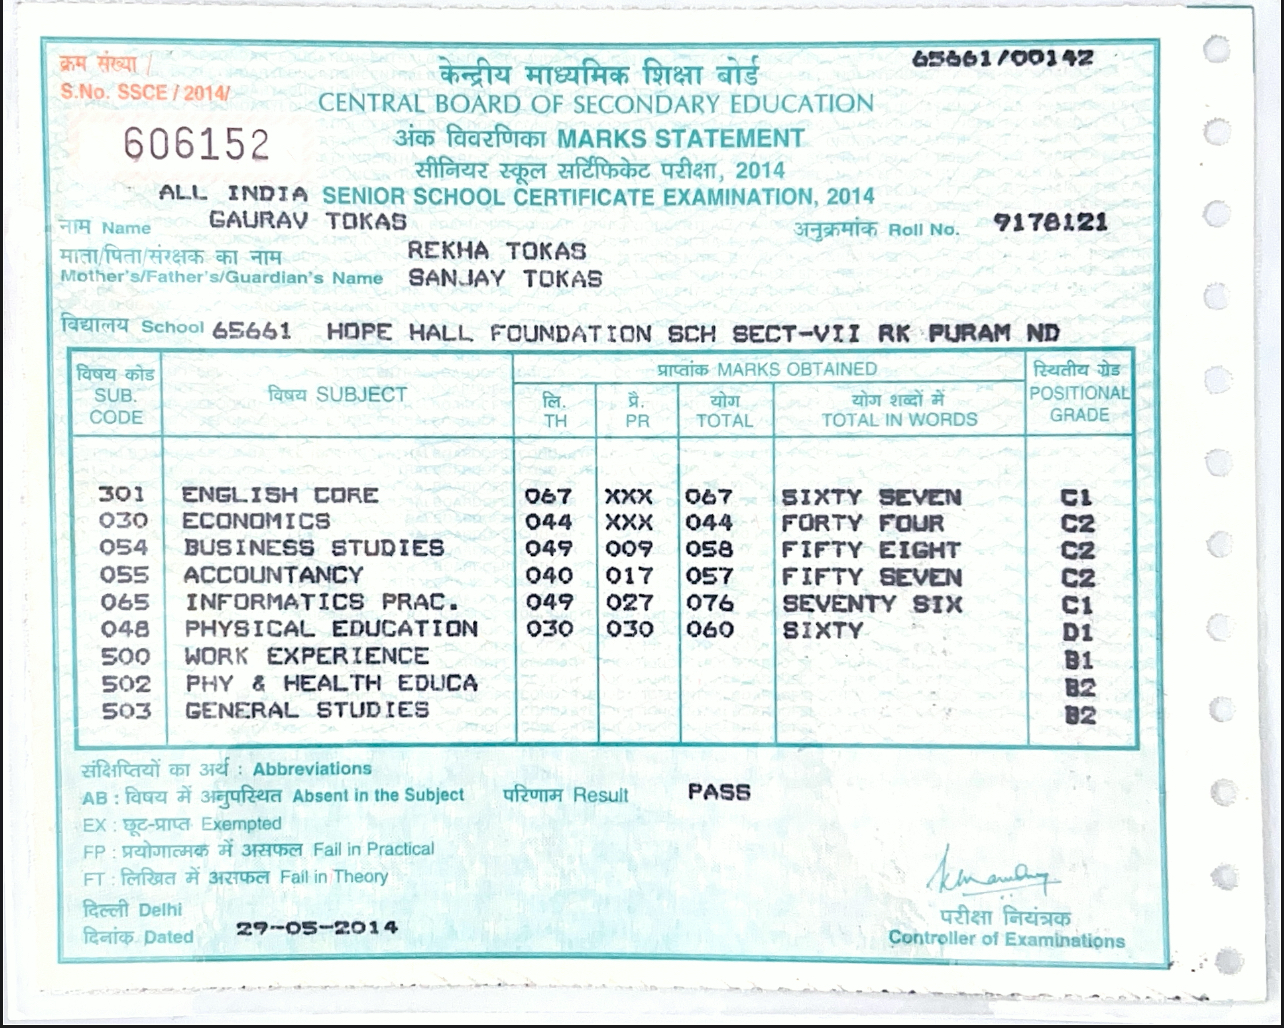 क्रम संख्या /
S.No. SSCE / 2014/
606152
65661/00142
केन्द्रीय माध्यमिक शिक्षा बोर्ड
CENTRAL BOARD OF SECONDARY EDUCATION
अंक विवरणिका MARKS STATEMENT
सीनियर स्कूल सर्टिफिकेट परीक्षा, 2014
ALL INDIA SENIOR SCHOOL CERTIFICATE EXAMINATION, 2014
नाम Name GAURAV TOKAS अनुक्रमांक Roll No. 9178121
माता/पिता/संरक्षक का नाम REKHA TOKAS
Mother's/Father's/Guardian's Name SANJAY TOKAS
विद्यालय School 65661 HOPE HALL FOUNDATION SCH SECT-VII RK PURAM ND
विषय कोड SUB. CODE विषय SUBJECT प्राप्तांक MARKS OBTAINED स्थितीय ग्रेड POSITIONAL GRADE
लि. TH प्रै. PR योग TOTAL योग शब्दों में TOTAL IN WORDS
301 ENGLISH CORE 067 XXX 067 SIXTY SEVEN C1
030 ECONOMICS 044 XXX 044 FORTY FOUR C2
054 BUSINESS STUDIES 049 009 058 FIFTY EIGHT C2
055 ACCOUNTANCY 040 017 057 FIFTY SEVEN C2
065 INFORMATICS PRAC. 049 027 076 SEVENTY SIX C1
048 PHYSICAL EDUCATION 030 030 060 SIXTY D1
500 WORK EXPERIENCE B1
502 PHY & HEALTH EDUCA B2
503 GENERAL STUDIES B2
संक्षिप्तियों का अर्थ : Abbreviations
AB : विषय में अनुपस्थित Absent in the Subject परिणाम Result PASS
EX : छूट-प्राप्त Exempted
FP : प्रयोगात्मक में असफल Fail in Practical
FT : लिखित में असफल Fail in Theory
दिल्ली Delhi
दिनांक Dated 29-05-2014
परीक्षा नियंत्रक
Controller of Examinations